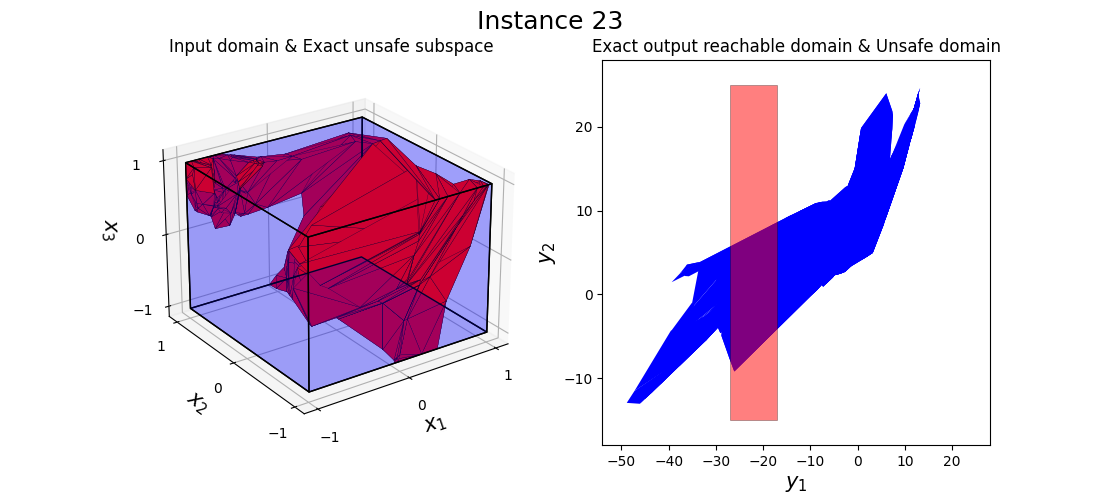 Instance 23
Input domain & Exact unsafe subspace
1
0
−1
x3
1
0
−1
x2
−1
0
1
x1
Exact output reachable domain & Unsafe domain
20
10
0
−10
y2
−50
−40
−30
−20
−10
0
10
20
y1